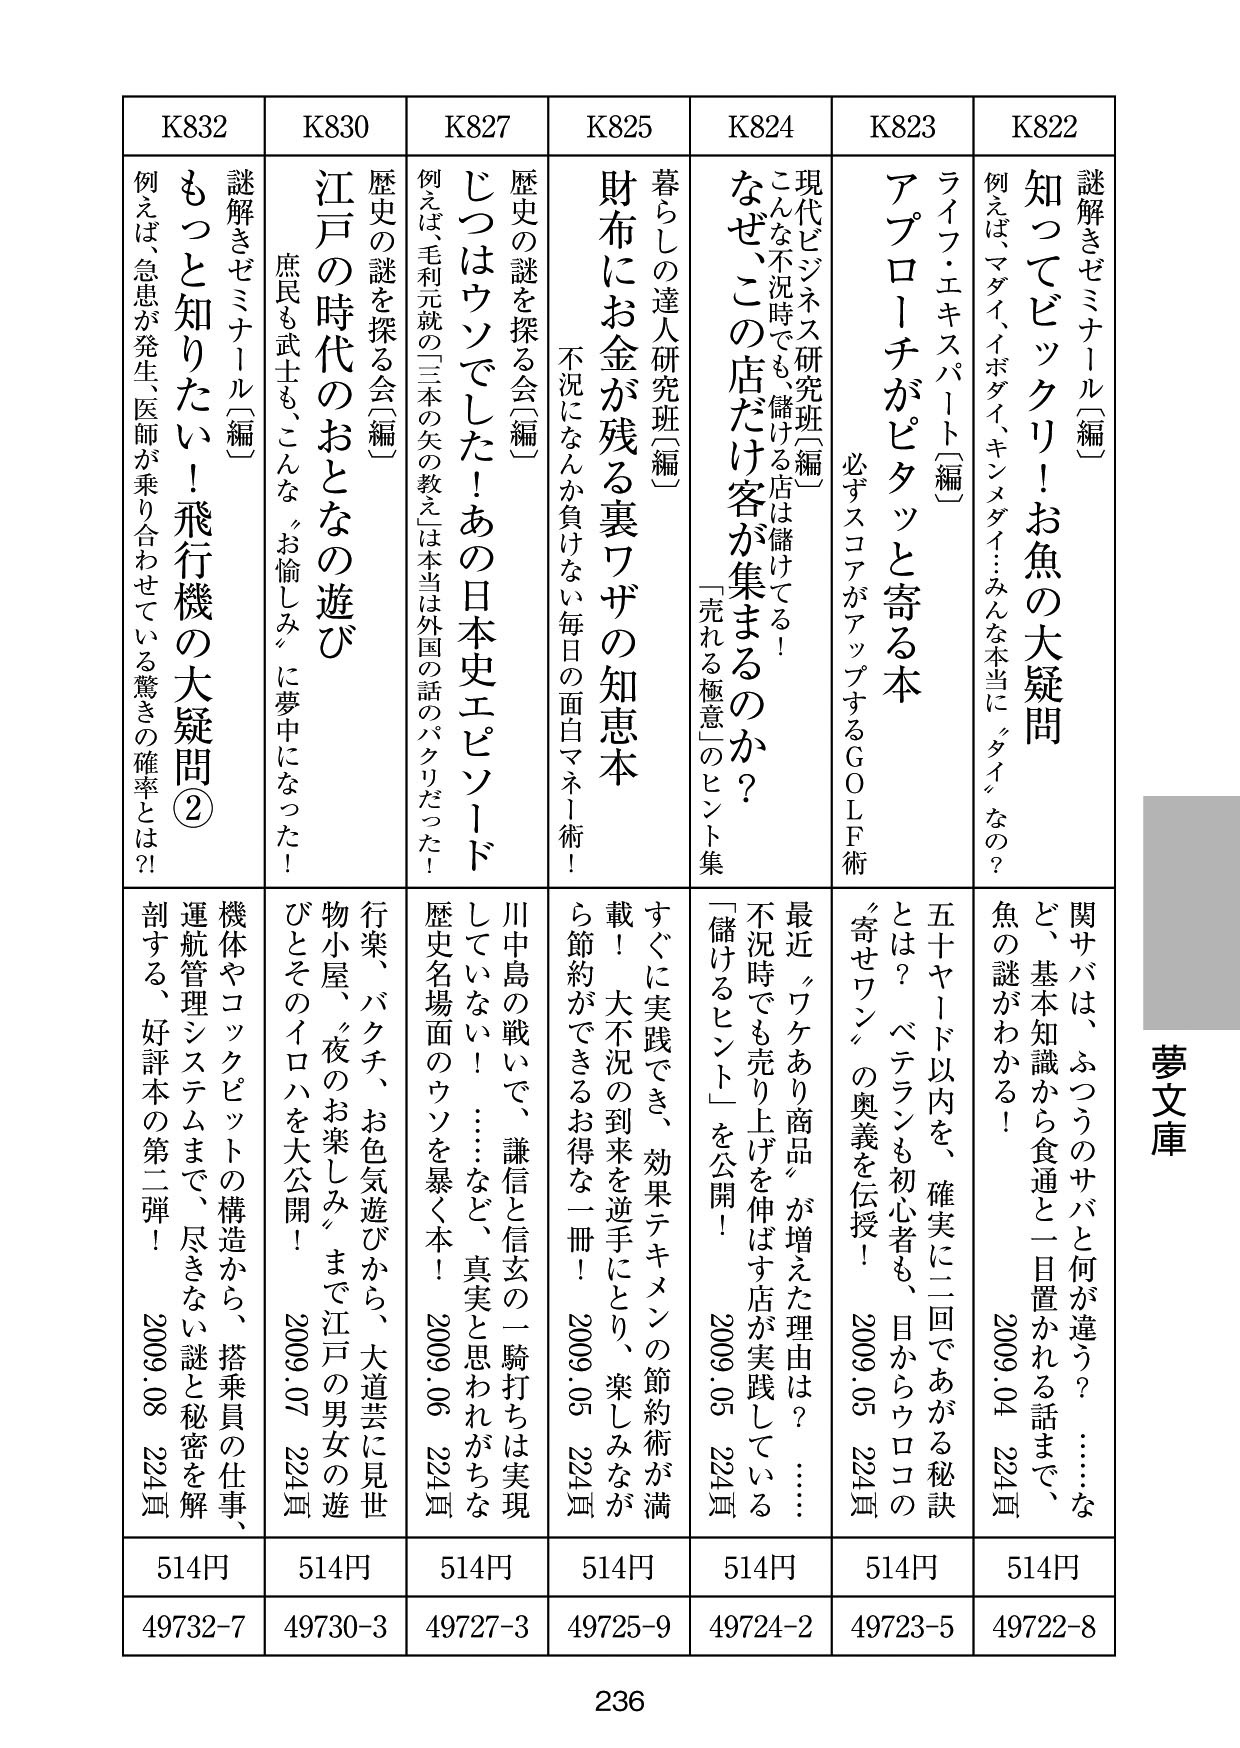 夢文庫
K822
謎解きゼミナール〔編〕
知ってビックリ！お魚の大疑問
例えば、マダイ、イボダイ、キンメダイ…みんな本当に〝タイ〟なの？
関サバは、ふつうのサバと何が違う？　……な
ど、基本知識から食通と一目置かれる話まで、
魚の謎がわかる！
2009.04　224頁
514円
49722-8
K823
ライフ・エキスパート〔編〕
アプローチがピタッと寄る本
必ずスコアがアップするGOLF術
五十ヤード以内を、確実に二回であがる秘訣
とは？　ベテランも初心者も、目からウロコの
〝寄せワン〟の奥義を伝授！
2009.05　224頁
514円
49723-5
K824
現代ビジネス研究班〔編〕
こんな不況時でも、儲ける店は儲けてる！
なぜ、この店だけ客が集まるのか？
「売れる極意」のヒント集
最近〝ワケあり商品〟が増えた理由は？　……
不況時でも売り上げを伸ばす店が実践している
「儲けるヒント」を公開！
2009.05　224頁
514円
49724-2
K825
暮らしの達人研究班〔編〕
財布にお金が残る裏ワザの知恵本
不況になんか負けない毎日の面白マネー術！
すぐに実践でき、効果テキメンの節約術が満
載！　大不況の到来を逆手にとり、楽しみなが
ら節約ができるお得な一冊！
2009.05　224頁
514円
49725-9
K827
歴史の謎を探る会〔編〕
じつはウソでした！あの日本史エピソード
例えば、毛利元就の「三本の矢の教え」は本当は外国の話のパクリだった！
川中島の戦いで、謙信と信玄の一騎打ちは実現
していない！　……など、真実と思われがちな
歴史名場面のウソを暴く本！
2009.06　224頁
514円
49727-3
K830
歴史の謎を探る会〔編〕
江戸の時代のおとなの遊び
庶民も武士も、こんな〝お愉しみ〟に夢中になった！
行楽、バクチ、お色気遊びから、大道芸に見世
物小屋、〝夜のお楽しみ〟まで江戸の男女の遊
びとそのイロハを大公開！
2009.07　224頁
514円
49730-3
K832
謎解きゼミナール〔編〕
もっと知りたい！飛行機の大疑問②
例えば、急患が発生、医師が乗り合わせている驚きの確率とは?!
機体やコックピットの構造から、搭乗員の仕事、
運航管理システムまで、尽きない謎と秘密を解
剖する、好評本の第二弾！
2009.08　224頁
514円
49732-7
236